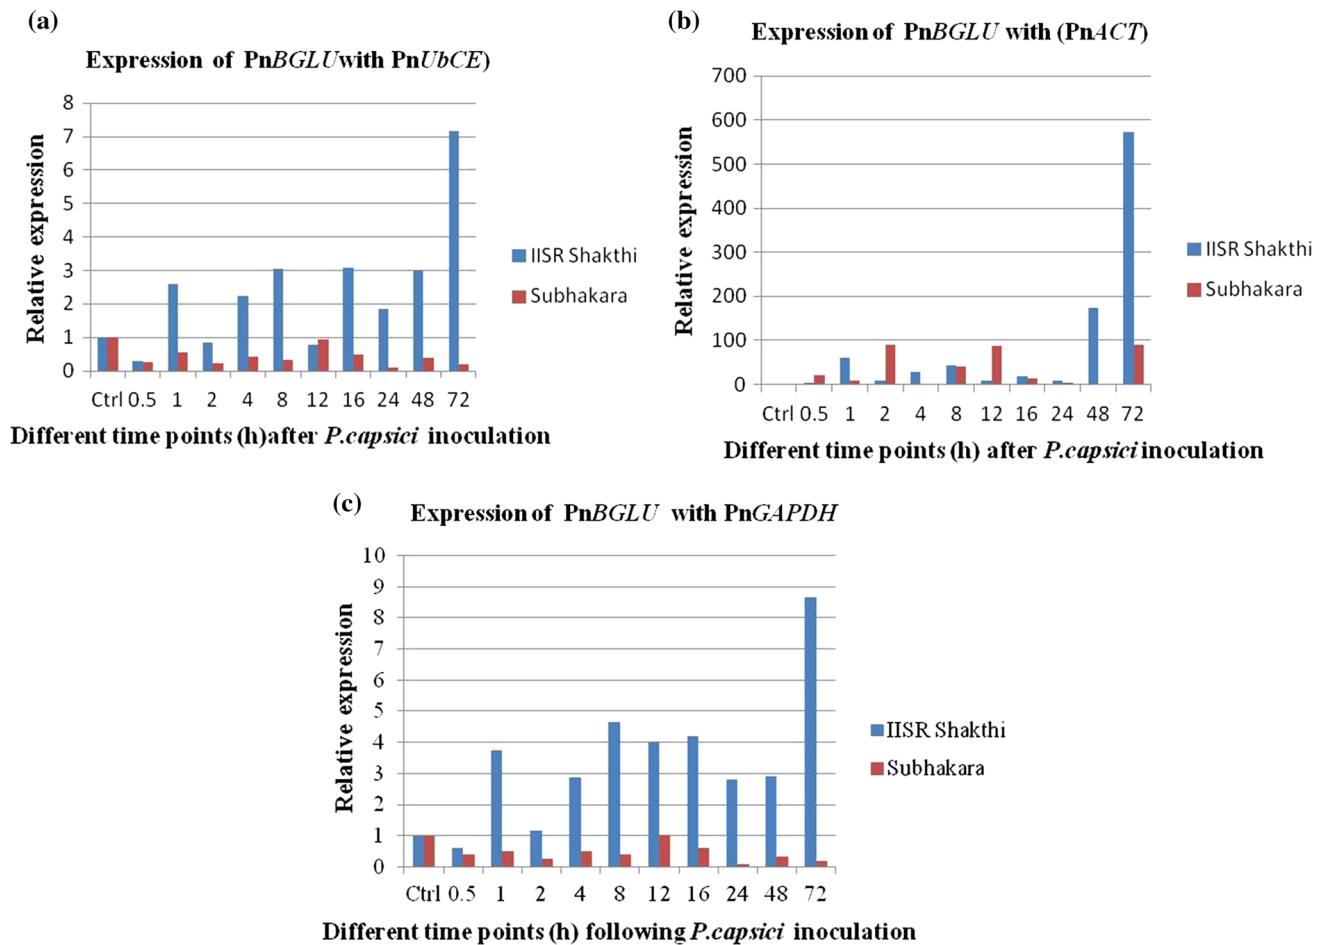 (a)
Expression of PnBGLUwith PnUbCE)
8
7
6
5
4
3
2
1
0
Relative expression
Ctrl 0.5 1 2 4 8 12 16 24 48 72
Different time points (h)after P.capsici inoculation
IISR Shakthi
Subhakara
(b)
Expression of PnBGLU with (PnACT)
700
600
500
400
300
200
100
0
Relative expression
Ctrl 0.5 1 2 4 8 12 16 24 48 72
Different time points (h) after P.capsici inoculation
IISR Shakthi
Subhakara
(c)
Expression of PnBGLU with PnGAPDH
10
9
8
7
6
5
4
3
2
1
0
Relative expression
Ctrl 0.5 1 2 4 8 12 16 24 48 72
Different time points (h) following P.capsici inoculation
IISR Shakthi
Subhakara